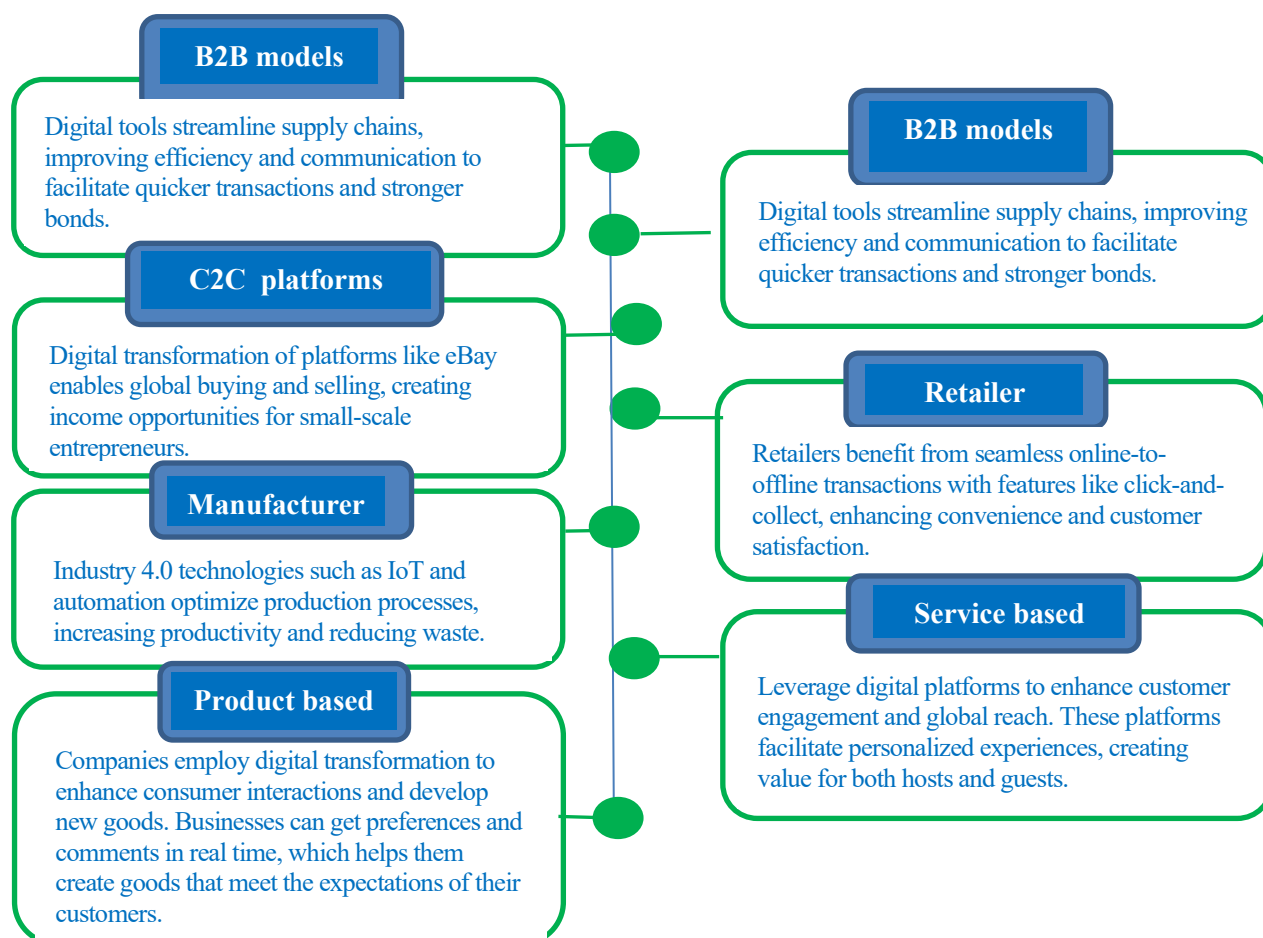 B2B models
Digital tools streamline supply chains,
improving efficiency and communication to
facilitate quicker transactions and stronger
bonds.
B2B models
Digital tools streamline supply chains, improving
efficiency and communication to facilitate
quicker transactions and stronger bonds.
C2C platforms
Digital transformation of platforms like eBay
enables global buying and selling, creating
income opportunities for small-scale
entrepreneurs.
Retailer
Retailers benefit from seamless online-to-
offline transactions with features like click-and-
collect, enhancing convenience and customer
satisfaction.
Manufacturer
Industry 4.0 technologies such as IoT and
automation optimize production processes,
increasing productivity and reducing waste.
Service based
Leverage digital platforms to enhance customer
engagement and global reach. These platforms
facilitate personalized experiences, creating
value for both hosts and guests.
Product based
Companies employ digital transformation to
enhance consumer interactions and develop
new goods. Businesses can get preferences and
comments in real time, which helps them
create goods that meet the expectations of their
customers.